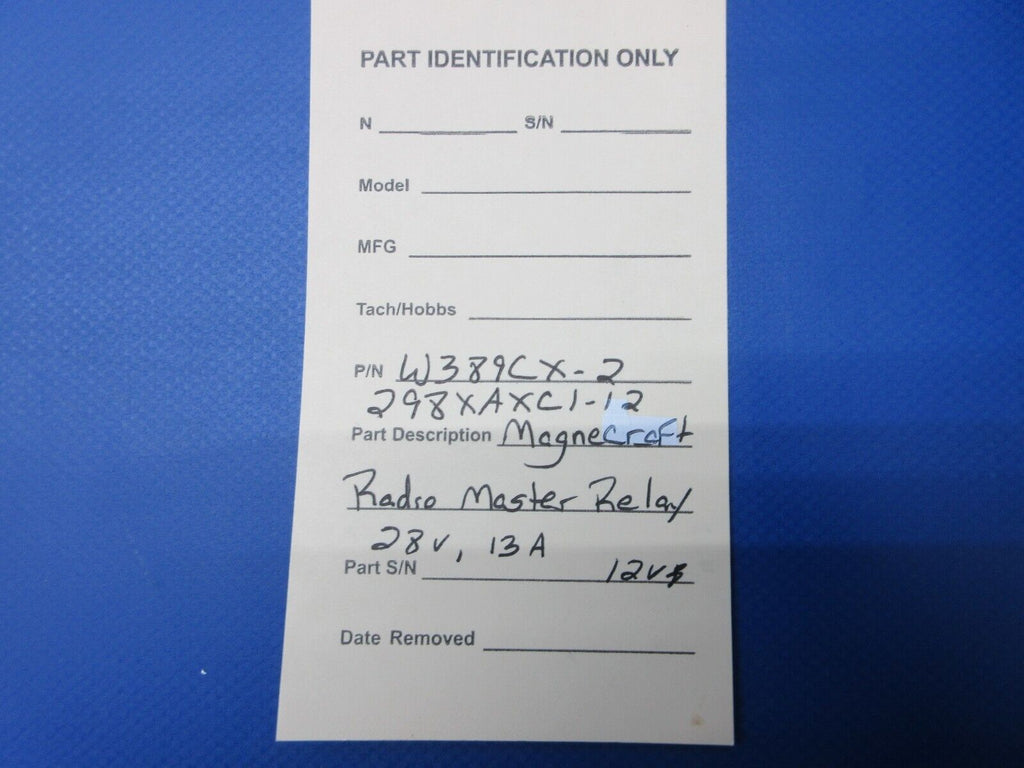 PART IDENTIFICATION ONLY
N S/N
Model
MFG
Tach/Hobbs
P/N W389CX-2
298XAXC1-12
Part Description Magnecraft
Radio Master Relay
28v, 13A
Part S/N 12v
Date Removed